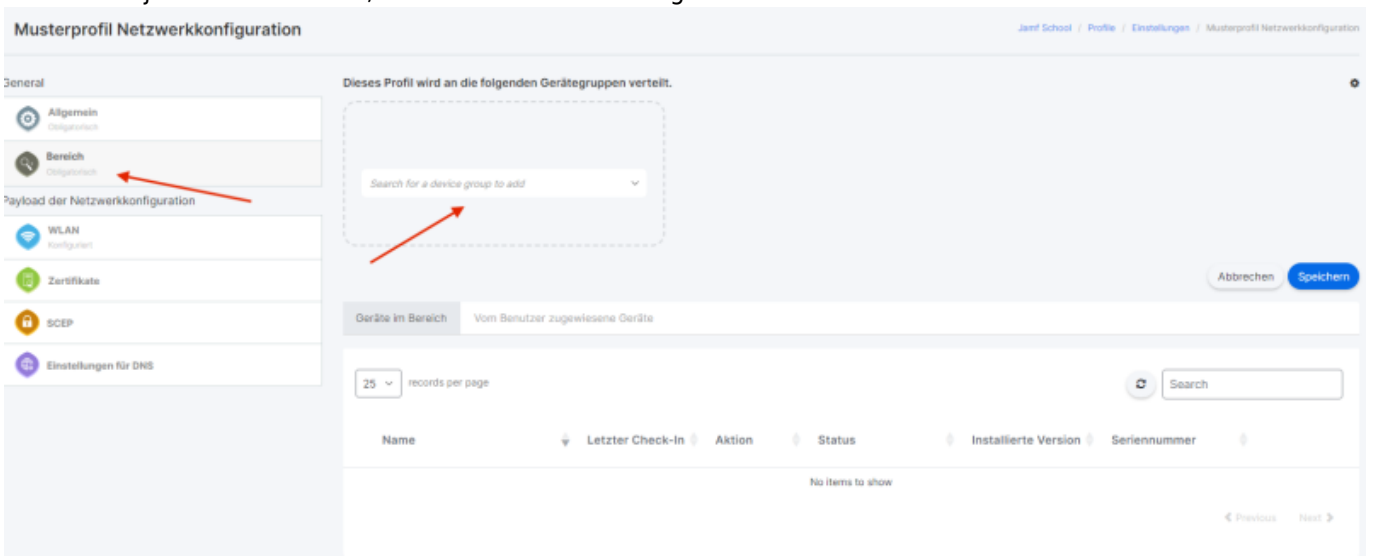 Musterprofil Netzwerkkonfiguration
Jamf School / Profile / Einstellungen / Musterprofil Netzwerkkonfiguration
General
Dieses Profil wird an die folgenden Gerätegruppen verteilt.
Allgemein
Obligatorisch
Bereich
Obligatorisch
Search for a device group to add
Payload der Netzwerkkonfiguration
WLAN
Konfiguriert
Zertifikate
Abbrechen Speichern
SCEP
Geräte im Bereich Vom Benutzer zugewiesene Geräte
Einstellungen für DNS
25 records per page
Search
Name Letzter Check-In Aktion Status Installierte Version Seriennummer
No items to show
Previous Next